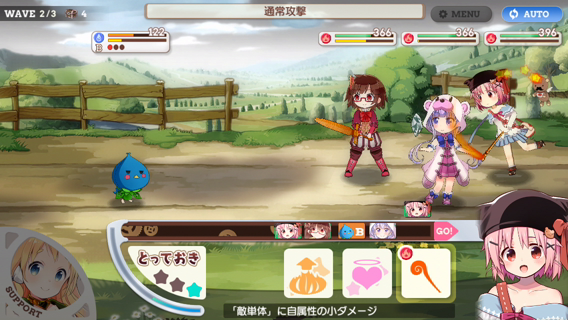 WAVE 2/3 4
通常攻撃
MENU
AUTO
122
B
366
366
396
B
GO!
とっておき
SUPPORT
「敵単体」に自属性の小ダメージ